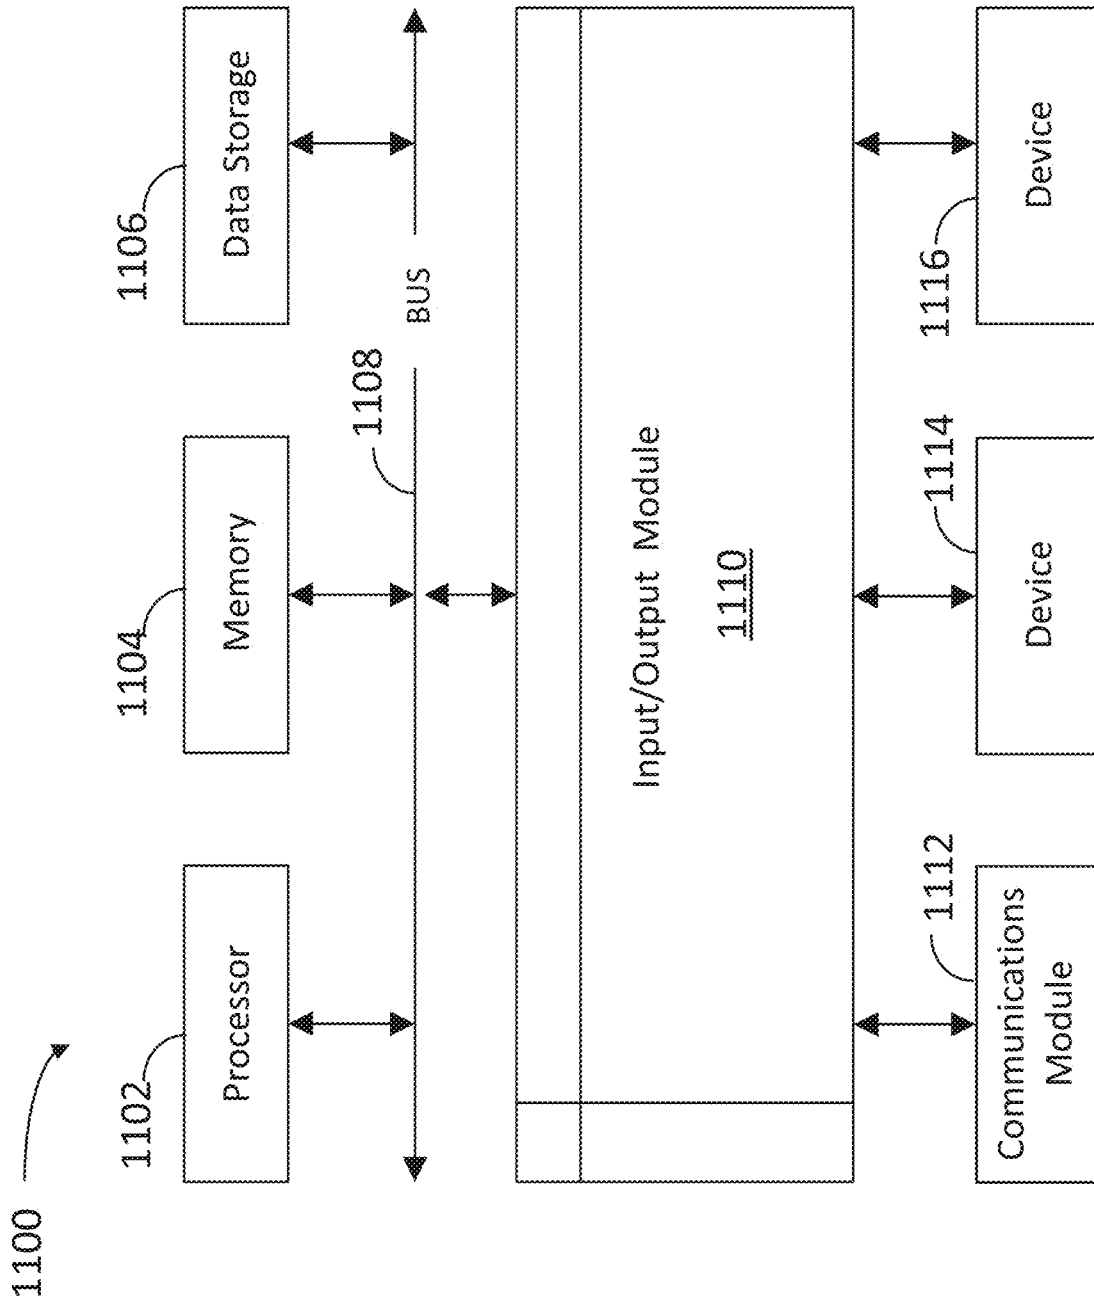 1100
1102
Processor
1104
Memory
1106
Data Storage
1108
BUS
Input/Output Module
1110
1112
Communications
Module
1114
Device
1116
Device